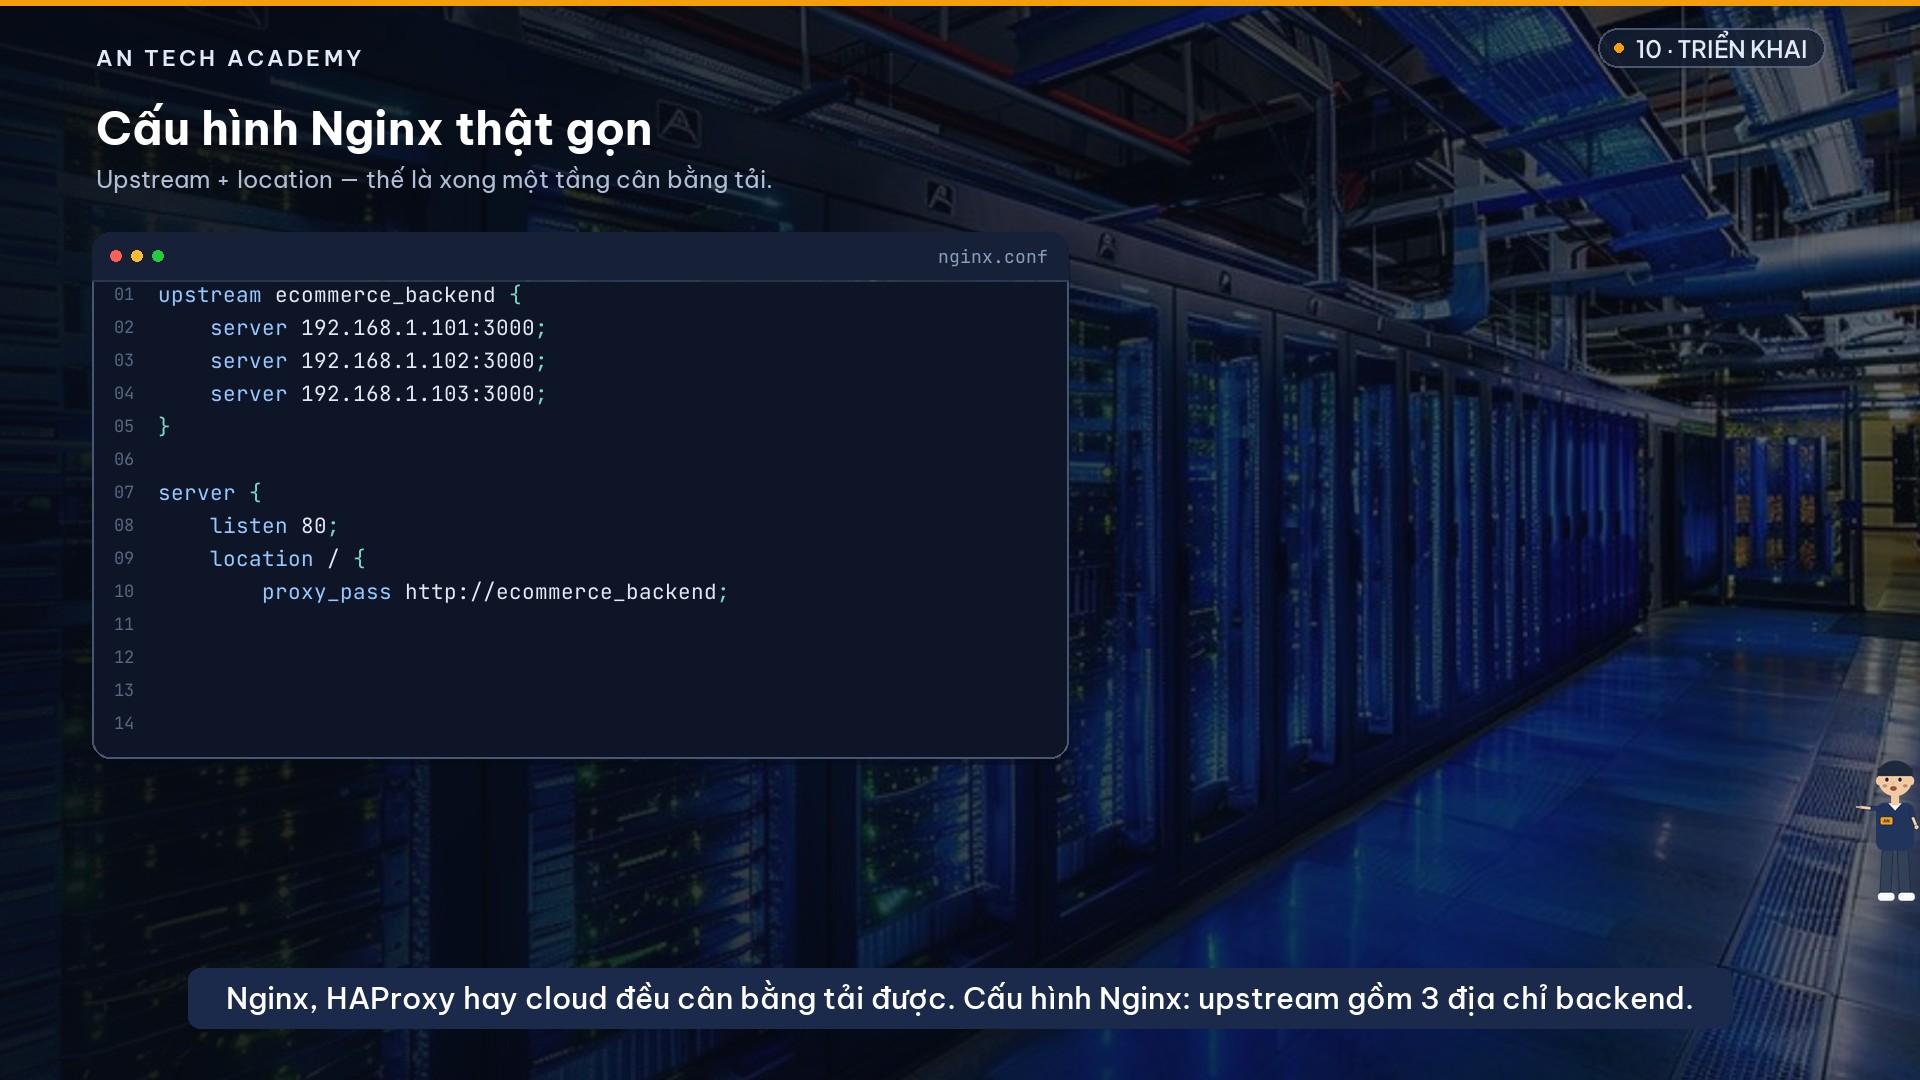 AN TECH ACADEMY
10 · TRIỂN KHAI
Cấu hình Nginx thật gọn
Upstream + location — thế là xong một tầng cân bằng tải.
nginx.conf
01 upstream ecommerce_backend {
02     server 192.168.1.101:3000;
03     server 192.168.1.102:3000;
04     server 192.168.1.103:3000;
05 }
06
07 server {
08     listen 80;
09     location / {
10         proxy_pass http://ecommerce_backend;
11
12
13
14
AN
Nginx, HAProxy hay cloud đều cân bằng tải được. Cấu hình Nginx: upstream gồm 3 địa chỉ backend.